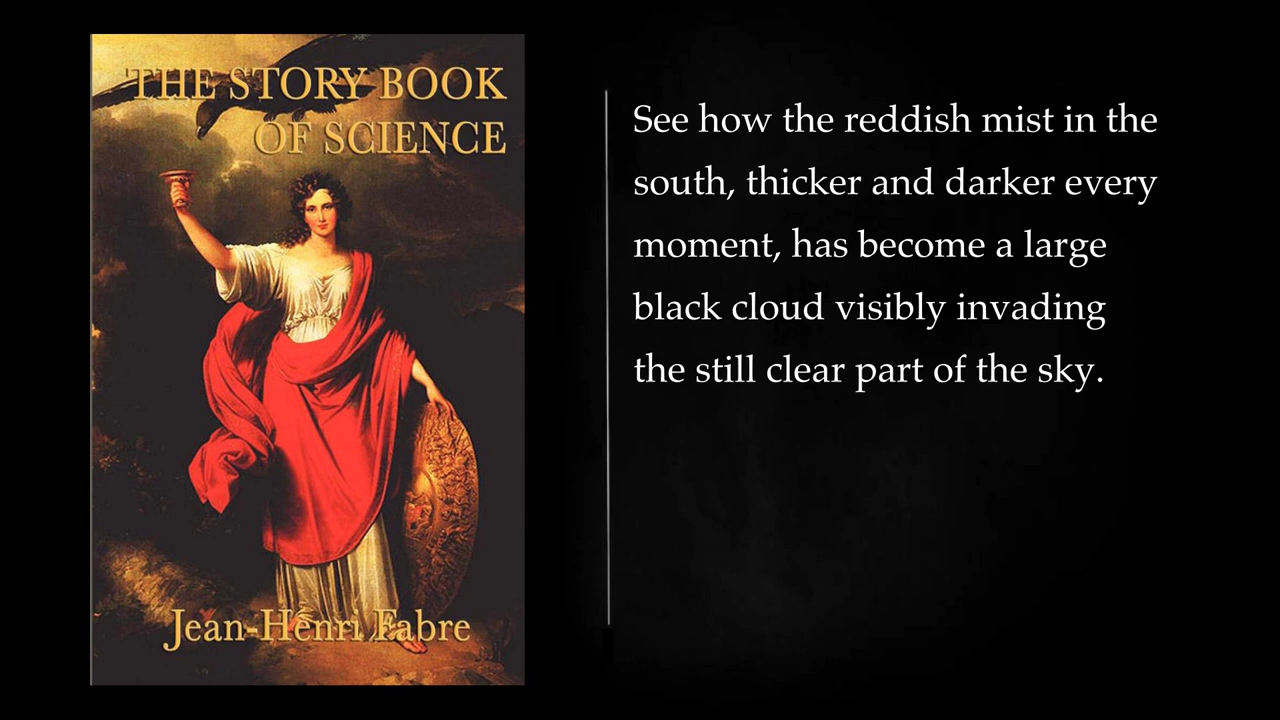 THE STORY BOOK
OF SCIENCE
Jean-Henri Fabre
See how the reddish mist in the
south, thicker and darker every
moment, has become a large
black cloud visibly invading
the still clear part of the sky.